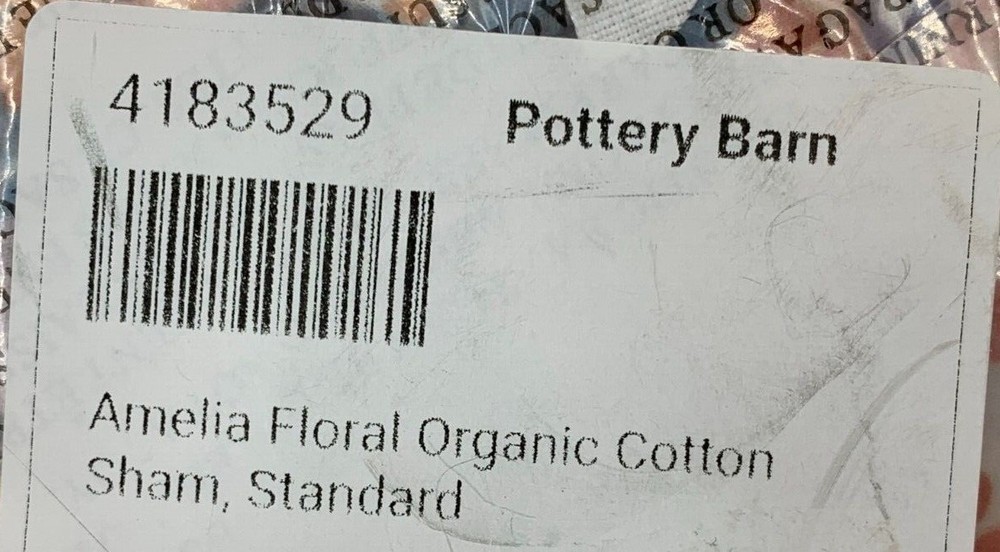 4183529
Pottery Barn
Amelia Floral Organic Cotton
Sham, Standard